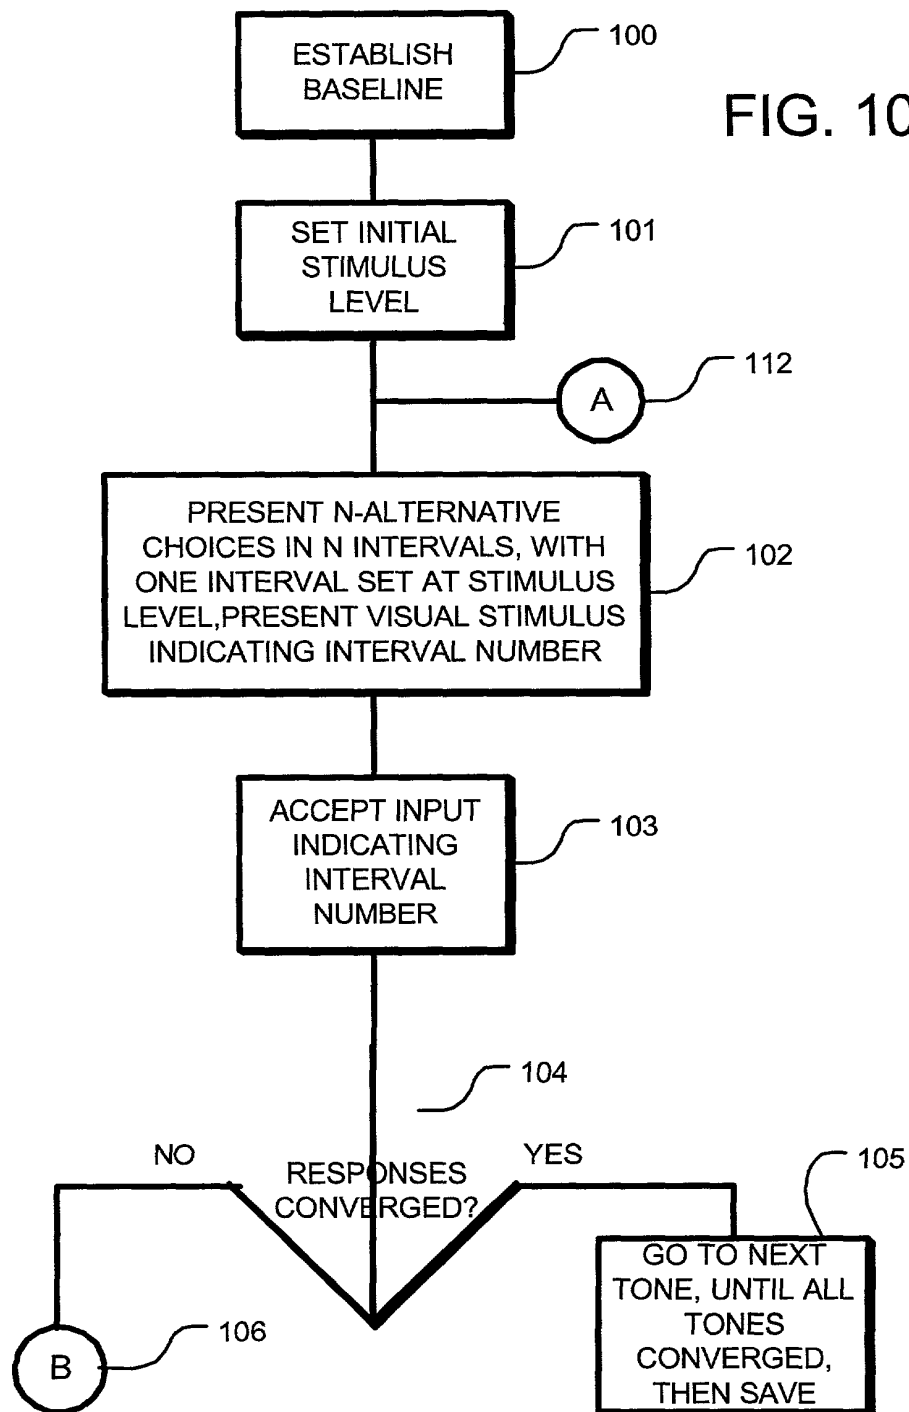 ESTABLISH
BASELINE
100
FIG. 10
SET INITIAL
STIMULUS
LEVEL
101
A
112
PRESENT N-ALTERNATIVE
CHOICES IN N INTERVALS, WITH
ONE INTERVAL SET AT STIMULUS
LEVEL,PRESENT VISUAL STIMULUS
INDICATING INTERVAL NUMBER
102
ACCEPT INPUT
INDICATING
INTERVAL
NUMBER
103
104
NO
RESPONSES
CONVERGED?
YES
105
GO TO NEXT
TONE, UNTIL ALL
TONES
CONVERGED,
THEN SAVE
B
106